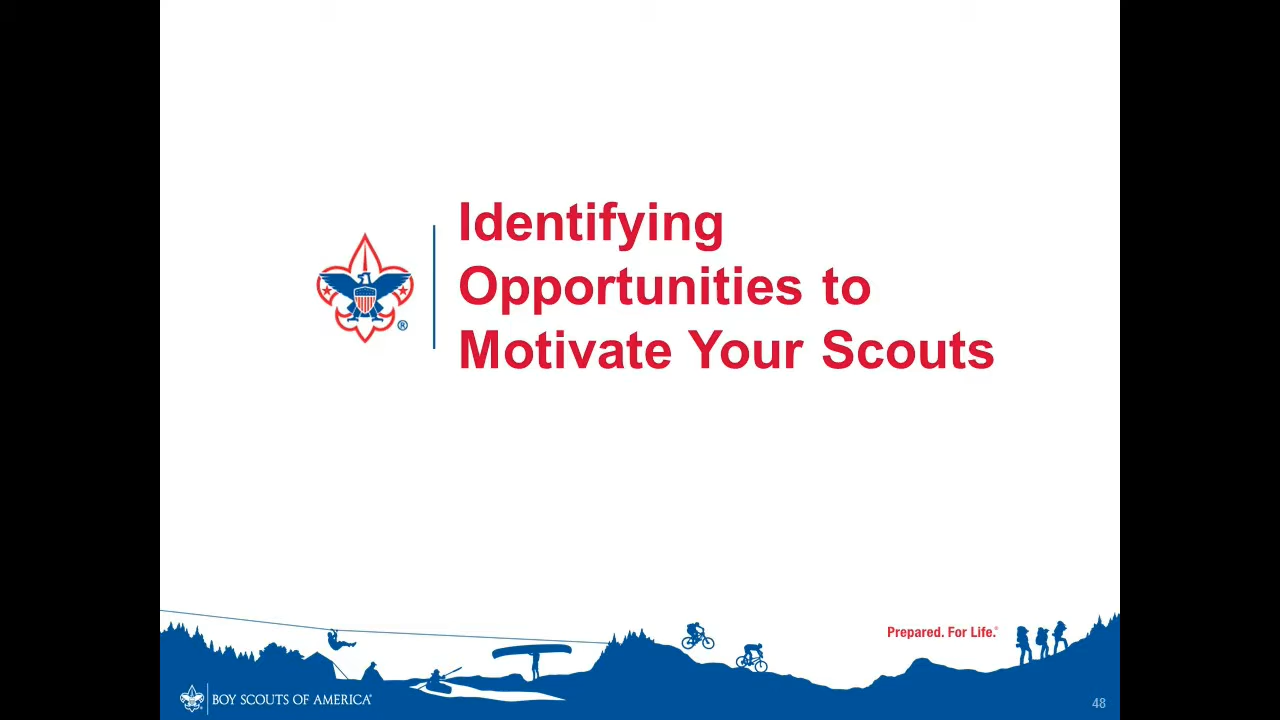 Identifying
Opportunities to
Motivate Your Scouts
®
Prepared. For Life.®
BOY SCOUTS OF AMERICA®
48